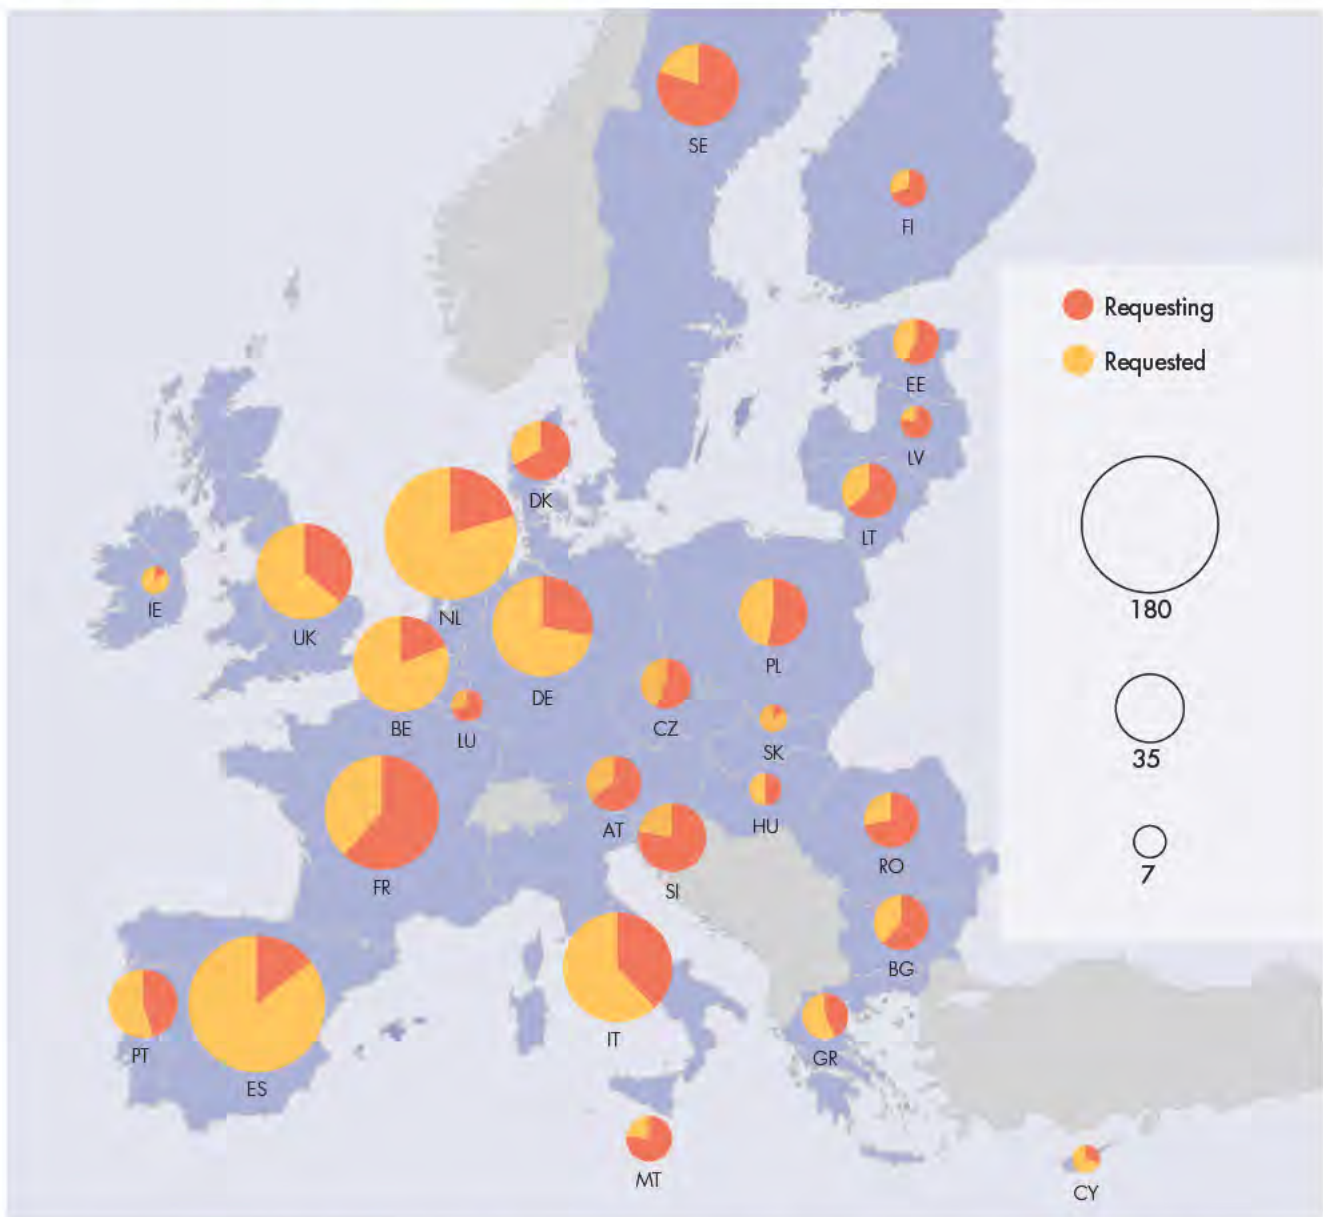 SE
FI
Requesting
Requested
EE
LV
DK
LT
180
IE
UK
NL
PL
DE
BE
LU
CZ
SK
35
AT
HU
RO
FR
SI
7
BG
IT
PT
ES
GR
MT
CY